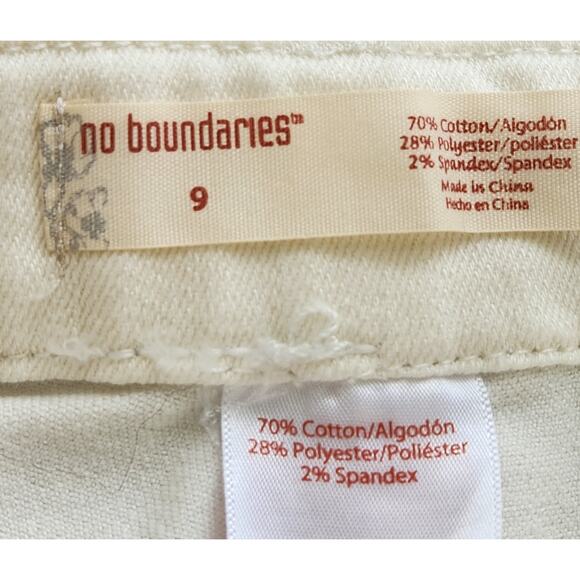 no boundaries™
9
70% Cotton/Algodón
28% Polyester/poliéster
2% Spandex/Spandex
Made in China
Hecho en China
70% Cotton/Algodón
28% Polyester/Poliéster
2% Spandex